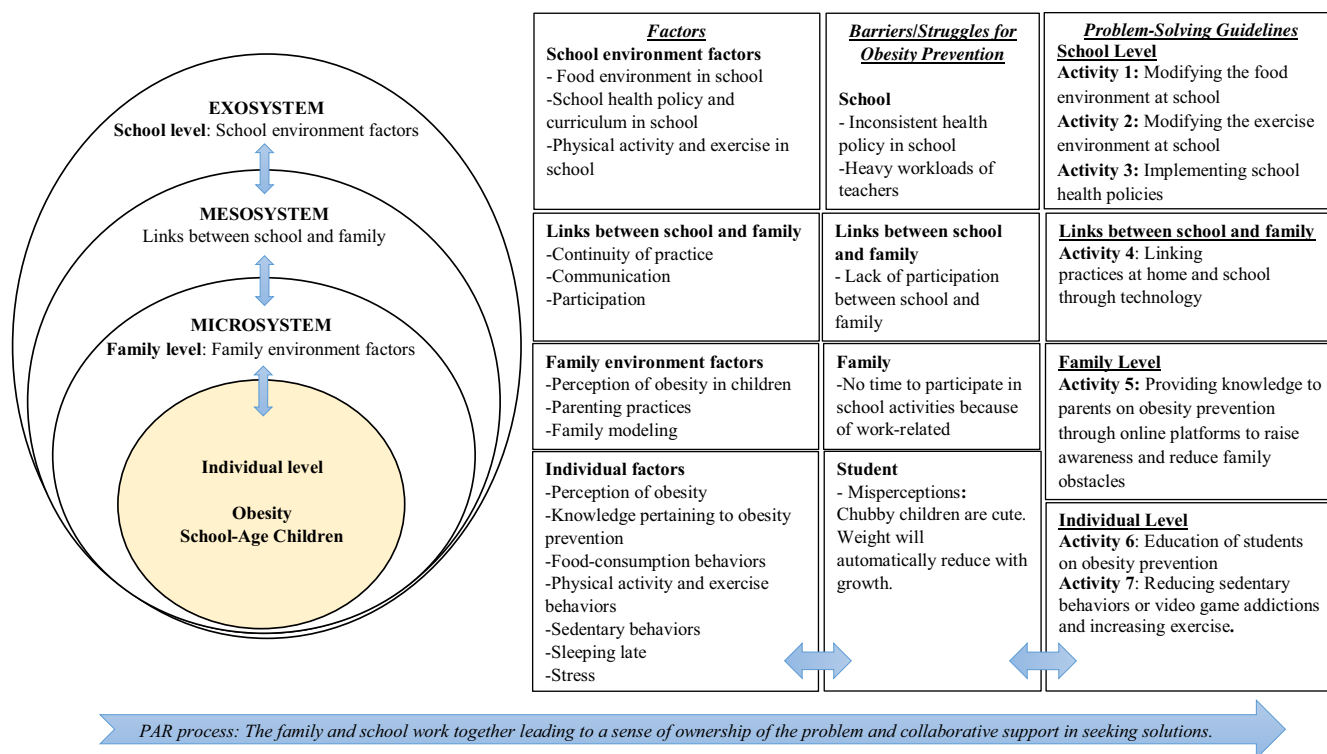 EXOSYSTEM
School level: School environment factors
MESOSYSTEM
Links between school and family
MICROSYSTEM
Family level: Family environment factors
Individual level
Obesity
School-Age Children
Factors
School environment factors
- Food environment in school
-School health policy and
curriculum in school
-Physical activity and exercise in
school
Links between school and family
-Continuity of practice
-Communication
-Participation
Family environment factors
-Perception of obesity in children
-Parenting practices
-Family modeling
Individual factors
-Perception of obesity
-Knowledge pertaining to obesity
prevention
-Food-consumption behaviors
-Physical activity and exercise
behaviors
-Sedentary behaviors
-Sleeping late
-Stress
Barriers/Struggles for
Obesity Prevention
School
- Inconsistent health
policy in school
- Heavy workloads of
teachers
Links between school
and family
- Lack of participation
between school and
family
Family
-No time to participate in
school activities because
of work-related
Student
- Misperceptions:
Chubby children are cute.
Weight will
automatically reduce with
growth.
Problem-Solving Guidelines
School Level
Activity 1: Modifying the food
environment at school
Activity 2: Modifying the exercise
environment at school
Activity 3: Implementing school
health policies
Links between school and family
Activity 4: Linking
practices at home and school
through technology
Family Level
Activity 5: Providing knowledge to
parents on obesity prevention
through online platforms to raise
awareness and reduce family
obstacles
Individual Level
Activity 6: Education of students
on obesity prevention
Activity 7: Reducing sedentary
behaviors or video game addictions
and increasing exercise.
PAR process: The family and school work together leading to a sense of ownership of the problem and collaborative support in seeking solutions.